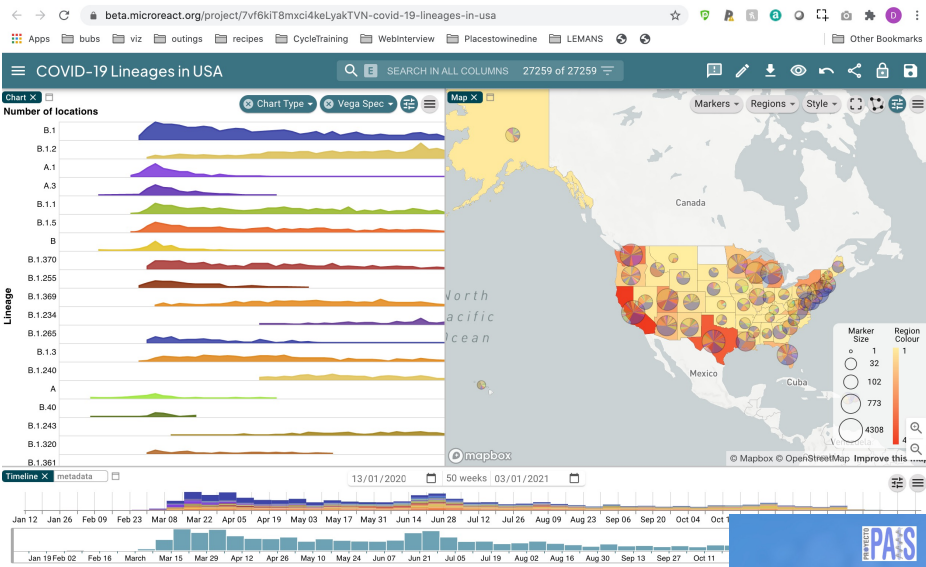 beta.microreact.org/project/7vf6kiT8mxci4keLyakTVN-covid-19-lineages-in-usa
Apps bubs viz outings recipes CycleTraining WebInterview Placestowinedine LEMANS Other Bookmarks
COVID-19 Lineages in USA
E SEARCH IN ALL COLUMNS 27259 of 27259
Chart
Chart Type Vega Spec
Number of locations
Lineage
B.1
B.1.2
A.1
A.3
B.1.1
B.1.5
B
B.1.370
B.1.255
B.1.369
B.1.234
B.1.265
B.1.3
B.1.240
A
B.40
B.1.243
B.1.320
B.1.361
Map
Markers Regions Style
Canada
North
Pacific
Ocean
Mexico
Cuba
Venezuela
Marker Size
Region Colour
1 1
32
102
773
4308 4
mapbox
© Mapbox © OpenStreetMap Improve this map
Timeline metadata
13/01/2020 50 weeks 03/01/2021
Jan 12 Jan 26 Feb 09 Feb 23 Mar 08 Mar 22 Apr 05 Apr 19 May 03 May 17 May 31 Jun 14 Jun 28 Jul 12 Jul 26 Aug 09 Aug 23 Sep 06 Sep 20 Oct 04 Oct 1
Jan 19 Feb 02 Feb 16 March Mar 15 Mar 29 Apr 12 Apr 26 May 10 May 24 Jun 07 Jun 21 Jul 05 Jul 19 Aug 02 Aug 16 Aug 30 Sep 13 Sep 27 Oct 11
PROYECTO PAIS